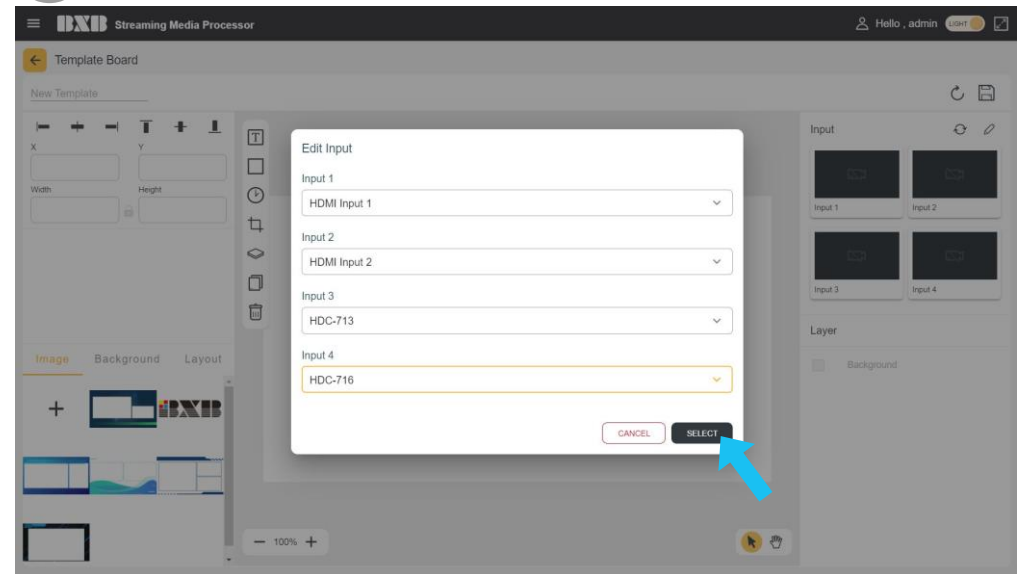 BXB Streaming Media Processor
Hello , admin LIGHT
Template Board
New Template
X Y
Width Height
T
Edit Input
Input 1
HDMI Input 1
Input 2
HDMI Input 2
Input 3
HDC-713
Input 4
HDC-716
CANCEL SELECT
Image Background Layout
BXB
100%
Input
Input 1 Input 2
Input 3 Input 4
Layer
Background